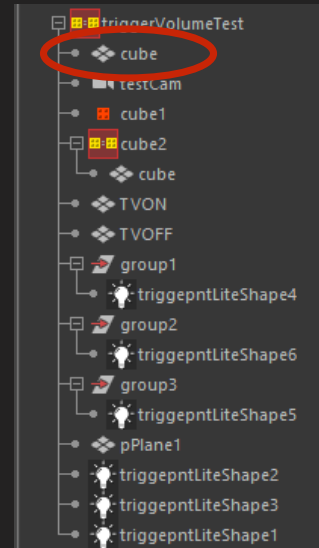 triggerVolumeTest
cube
testCam
cube1
cube2
cube
TVON
TVOFF
group1
triggepntLiteShape4
group2
triggepntLiteShape6
group3
triggepntLiteShape5
pPlane1
triggepntLiteShape2
triggepntLiteShape3
triggepntLiteShape1